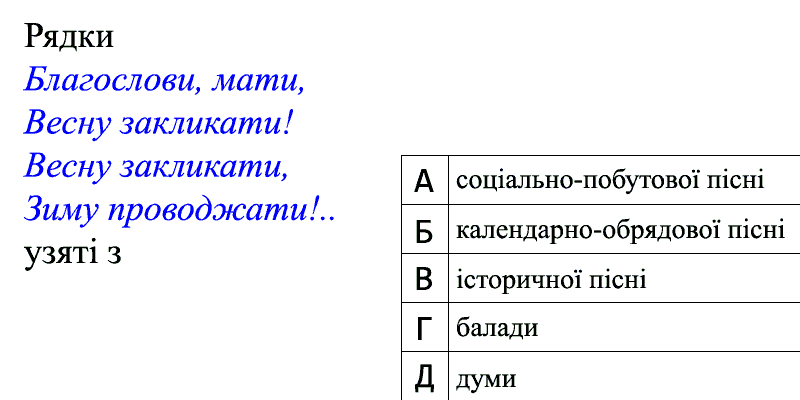 Рядки
Благослови, мати,
Весну закликати!
Весну закликати,
Зиму проводжати!..
узяті з
А соціально-побутової пісні
Б календарно-обрядової пісні
В історичної пісні
Г балади
Д думи